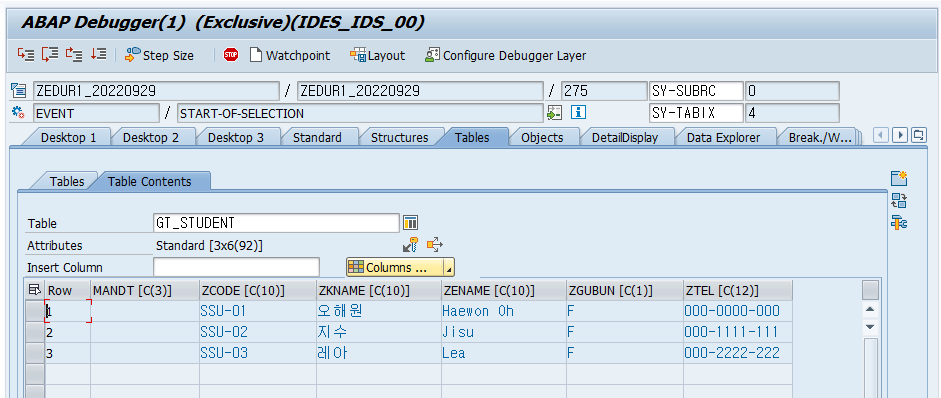 ABAP Debugger(1) (Exclusive)(IDES_IDS_00)
Step Size STOP Watchpoint Layout Configure Debugger Layer
ZEDUR1_20220929 / ZEDUR1_20220929 / 275 SY-SUBRC 0
EVENT / START-OF-SELECTION SY-TABIX 4
Desktop 1 Desktop 2 Desktop 3 Standard Structures Tables Objects DetailDisplay Data Explorer Break./W...
Tables Table Contents
Table GT_STUDENT
Attributes Standard [3x6(92)]
Insert Column Columns ...
Row MANDT [C(3)] ZCODE [C(10)] ZKNAME [C(10)] ZENAME [C(10)] ZGUBUN [C(1)] ZTEL [C(12)]
1 SSU-01 오해원 Haewon Oh F 000-0000-000
2 SSU-02 지수 Jisu F 000-1111-111
3 SSU-03 레아 Lea F 000-2222-222